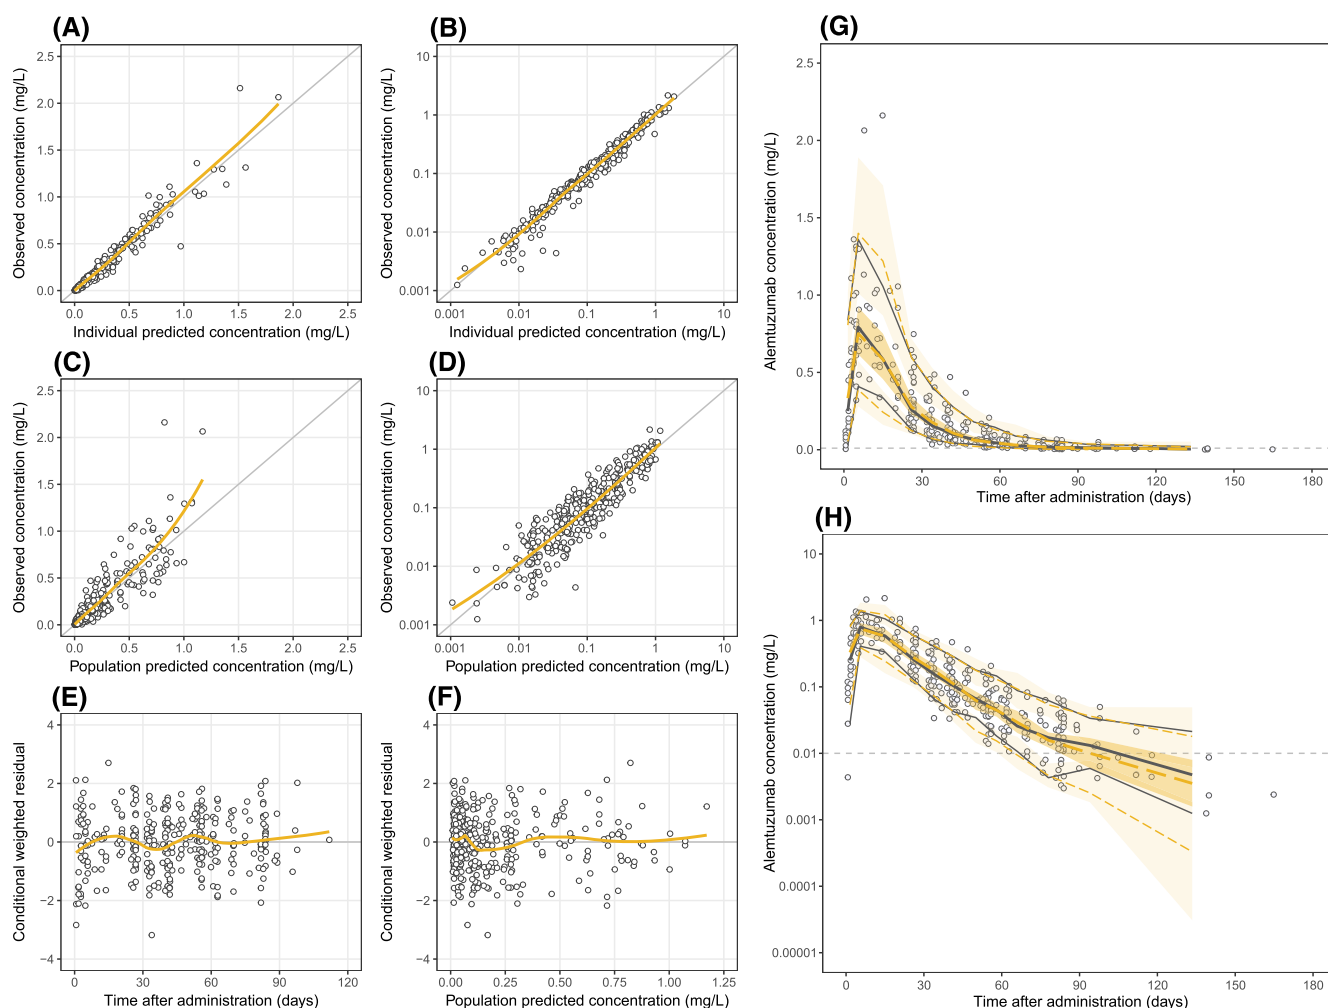 (A)
2.5
2.0
1.5
1.0
0.5
0.0
Observed concentration (mg/L)
0.0 0.5 1.0 1.5 2.0 2.5
Individual predicted concentration (mg/L)
(B)
10
1
0.1
0.01
0.001
Observed concentration (mg/L)
0.001 0.01 0.1 1 10
Individual predicted concentration (mg/L)
(C)
2.5
2.0
1.5
1.0
0.5
0.0
Observed concentration (mg/L)
0.0 0.5 1.0 1.5 2.0 2.5
Population predicted concentration (mg/L)
(D)
10
1
0.1
0.01
0.001
Observed concentration (mg/L)
0.001 0.01 0.1 1 10
Population predicted concentration (mg/L)
(E)
4
2
0
−2
−4
Conditional weighted residual
0 30 60 90 120
Time after administration (days)
(F)
4
2
0
−2
−4
Conditional weighted residual
0.00 0.25 0.50 0.75 1.00 1.25
Population predicted concentration (mg/L)
(G)
2.5
2.0
1.5
1.0
0.5
0.0
Alemtuzumab concentration (mg/L)
0 30 60 90 120 150 180
Time after administration (days)
(H)
10
1
0.1
0.01
0.001
0.0001
0.00001
Alemtuzumab concentration (mg/L)
0 30 60 90 120 150 180
Time after administration (days)